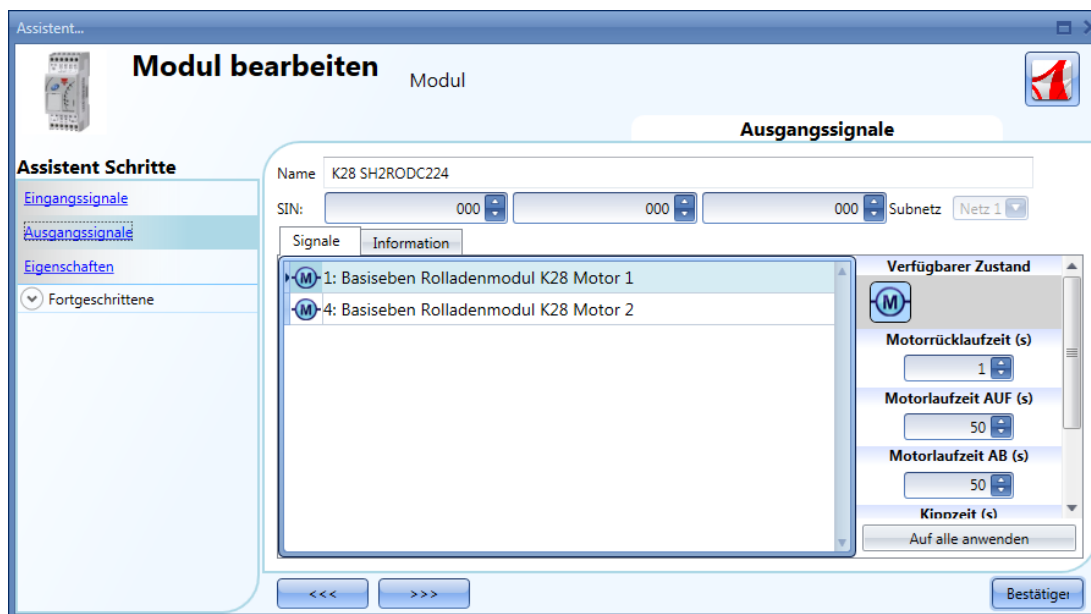 Assistent...
Modul bearbeiten
Modul
Ausgangssignale
Assistent Schritte
Eingangssignale
Ausgangssignale
Eigenschaften
Fortgeschrittene
Name K28 SH2RODC224
SIN: 000 000 000 Subnetz Netz 1
Signale Information
M 1: Basiseben Rolladenmodul K28 Motor 1
M 4: Basiseben Rolladenmodul K28 Motor 2
Verfügbarer Zustand
M
Motorrücklaufzeit (s)
1
Motorlaufzeit AUF (s)
50
Motorlaufzeit AB (s)
50
Kippzeit (s)
Auf alle anwenden
<<< >>>
Bestätiger